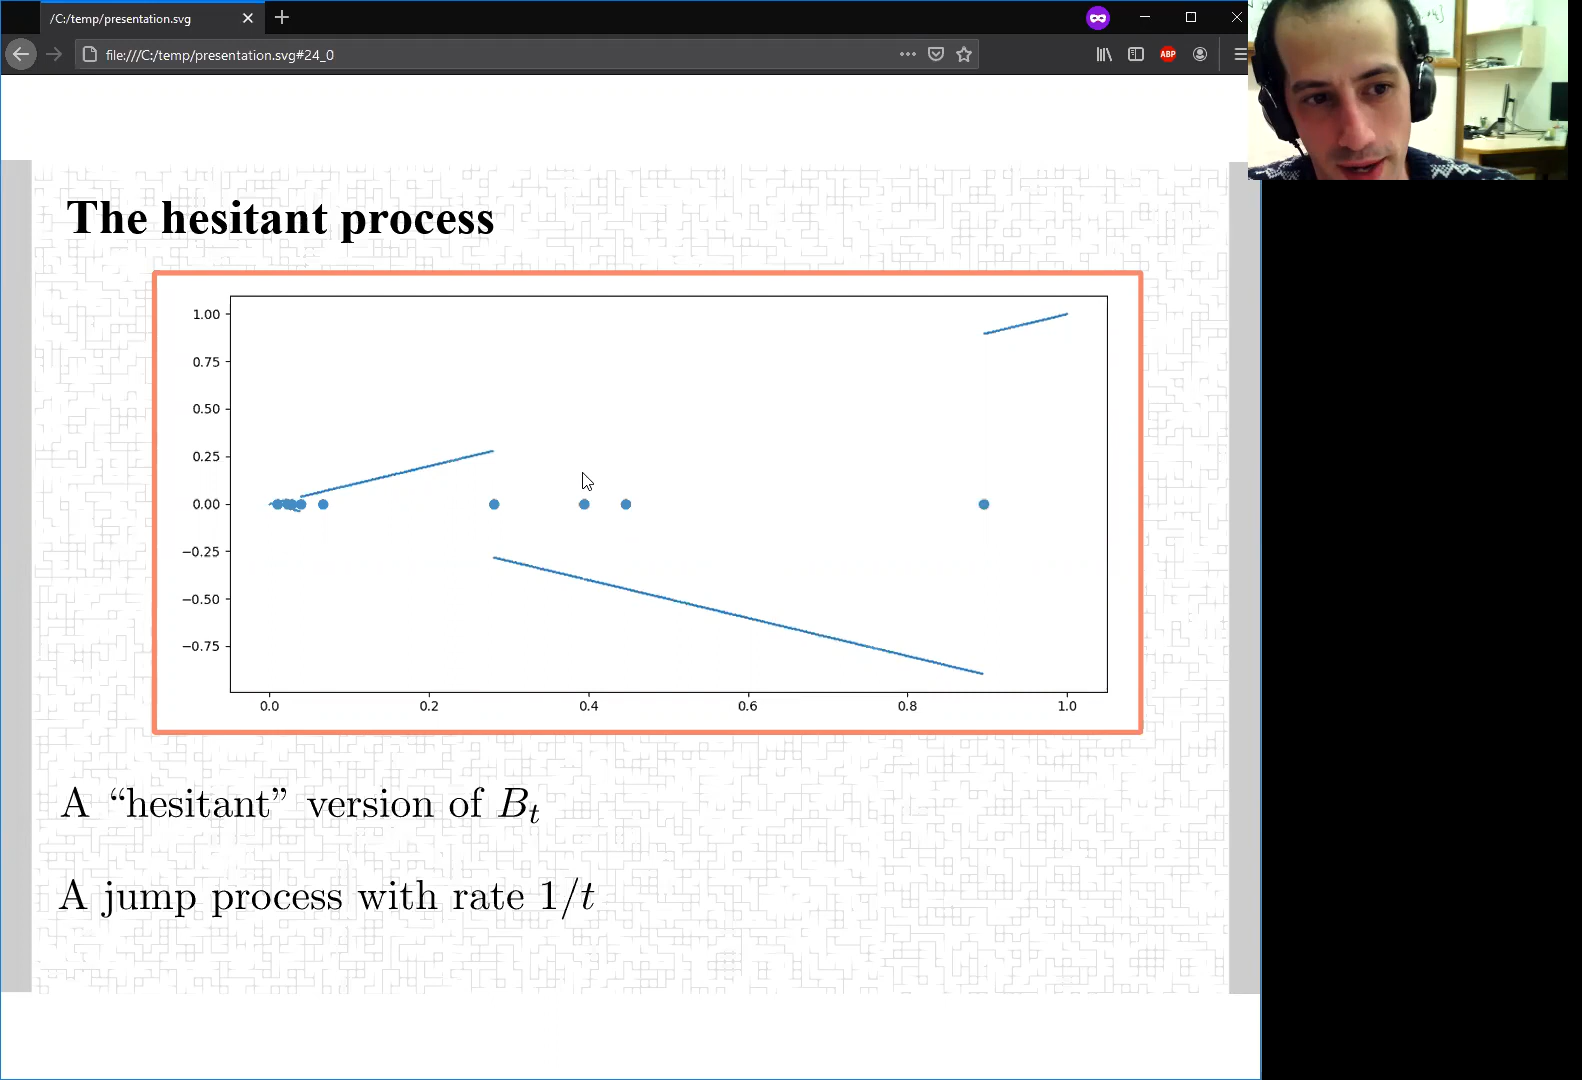 /C:/temp/presentation.svg
file:///C:/temp/presentation.svg#24_0
ABP
The hesitant process
1.00
0.75
0.50
0.25
0.00
−0.25
−0.50
−0.75
0.0 0.2 0.4 0.6 0.8 1.0
A “hesitant” version of Bₜ
A jump process with rate 1/t